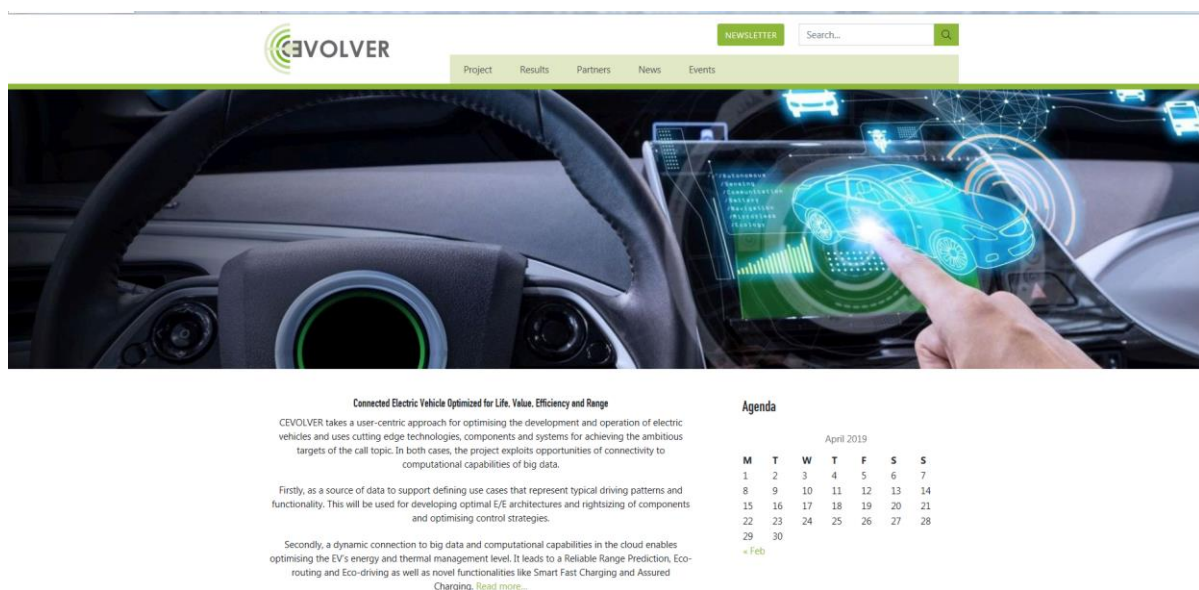 CEVOLVER
NEWSLETTER
Search...
Project Results Partners News Events
//Autonomous
/Sensing
/Communication
/Battery
/Navigation
/Ecology
Connected Electric Vehicle Optimized for Life, Value, Efficiency and Range
CEVOLVER takes a user-centric approach for optimising the development and operation of electric
vehicles and uses cutting edge technologies, components and systems for achieving the ambitious
targets of the call topic. In both cases, the project exploits opportunities of connectivity to
computational capabilities of big data.
Firstly, as a source of data to support defining use cases that represent typical driving patterns and
functionality. This will be used for developing optimal E/E architectures and rightsizing of components
and optimising control strategies.
Secondly, a dynamic connection to big data and computational capabilities in the cloud enables
optimising the EV's energy and thermal management level. It leads to a Reliable Range Prediction, Eco-
routing and Eco-driving as well as novel functionalities like Smart Fast Charging and Assured
Charging. Read more...
Agenda
April 2019
M T W T F S S
1 2 3 4 5 6 7
8 9 10 11 12 13 14
15 16 17 18 19 20 21
22 23 24 25 26 27 28
29 30
« Feb